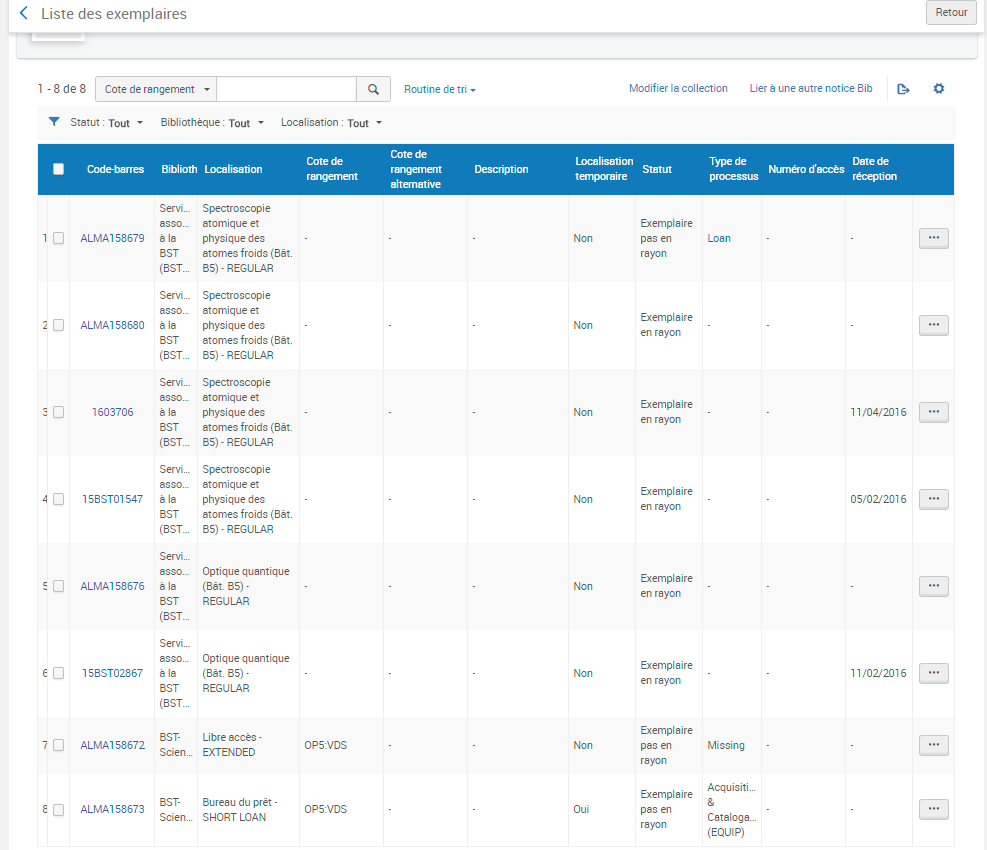 Liste des exemplaires
Retour
1 - 8 de 8
Cote de rangement
Routine de tri
Modifier la collection
Lier à une autre notice Bib
Statut : Tout
Bibliothèque : Tout
Localisation : Tout
Code-barres
Biblioth
Localisation
Cote de
rangement
Cote de
rangement
alternative
Description
Localisation
temporaire
Statut
Type de
processus
Numéro d'accès
Date de
réception
1
ALMA158679
Servi...
asso...
à la
BST
(BST...
Spectroscopie
atomique et
physique des
atomes froids (Bât.
B5) - REGULAR
-
-
-
Non
Exemplaire
pas en
rayon
Loan
-
-
...
2
ALMA158680
Servi...
asso...
à la
BST
(BST...
Spectroscopie
atomique et
physique des
atomes froids (Bât.
B5) - REGULAR
-
-
-
Non
Exemplaire
en rayon
-
-
-
...
3
1603706
Servi...
asso...
à la
BST
(BST...
Spectroscopie
atomique et
physique des
atomes froids (Bât.
B5) - REGULAR
-
-
-
Non
Exemplaire
en rayon
-
-
11/04/2016
...
4
15BST01547
Servi...
asso...
à la
BST
(BST...
Spectroscopie
atomique et
physique des
atomes froids (Bât.
B5) - REGULAR
-
-
-
Non
Exemplaire
en rayon
-
-
05/02/2016
...
5
ALMA158676
Servi...
asso...
à la
BST
(BST...
Optique quantique
(Bât. B5) -
REGULAR
-
-
-
Non
Exemplaire
en rayon
-
-
-
...
6
15BST02867
Servi...
asso...
à la
BST
(BST...
Optique quantique
(Bât. B5) -
REGULAR
-
-
-
Non
Exemplaire
en rayon
-
-
11/02/2016
...
7
ALMA158672
BST-
Scien...
Libre accès -
EXTENDED
OP5:VDS
-
-
Non
Exemplaire
pas en
rayon
Missing
-
-
...
8
ALMA158673
BST-
Scien...
Bureau du prêt -
SHORT LOAN
OP5:VDS
-
-
Oui
Exemplaire
pas en
rayon
Acquisiti...
&
Cataloga...
(EQUIP)
-
-
...